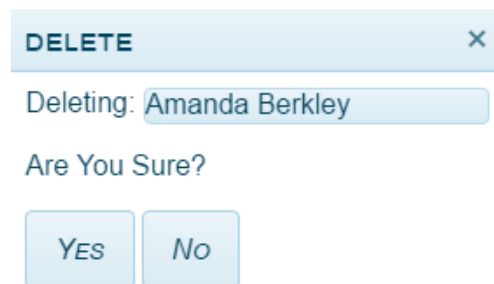 DELETE ×
Deleting: Amanda Berkley
Are You Sure?
YES NO